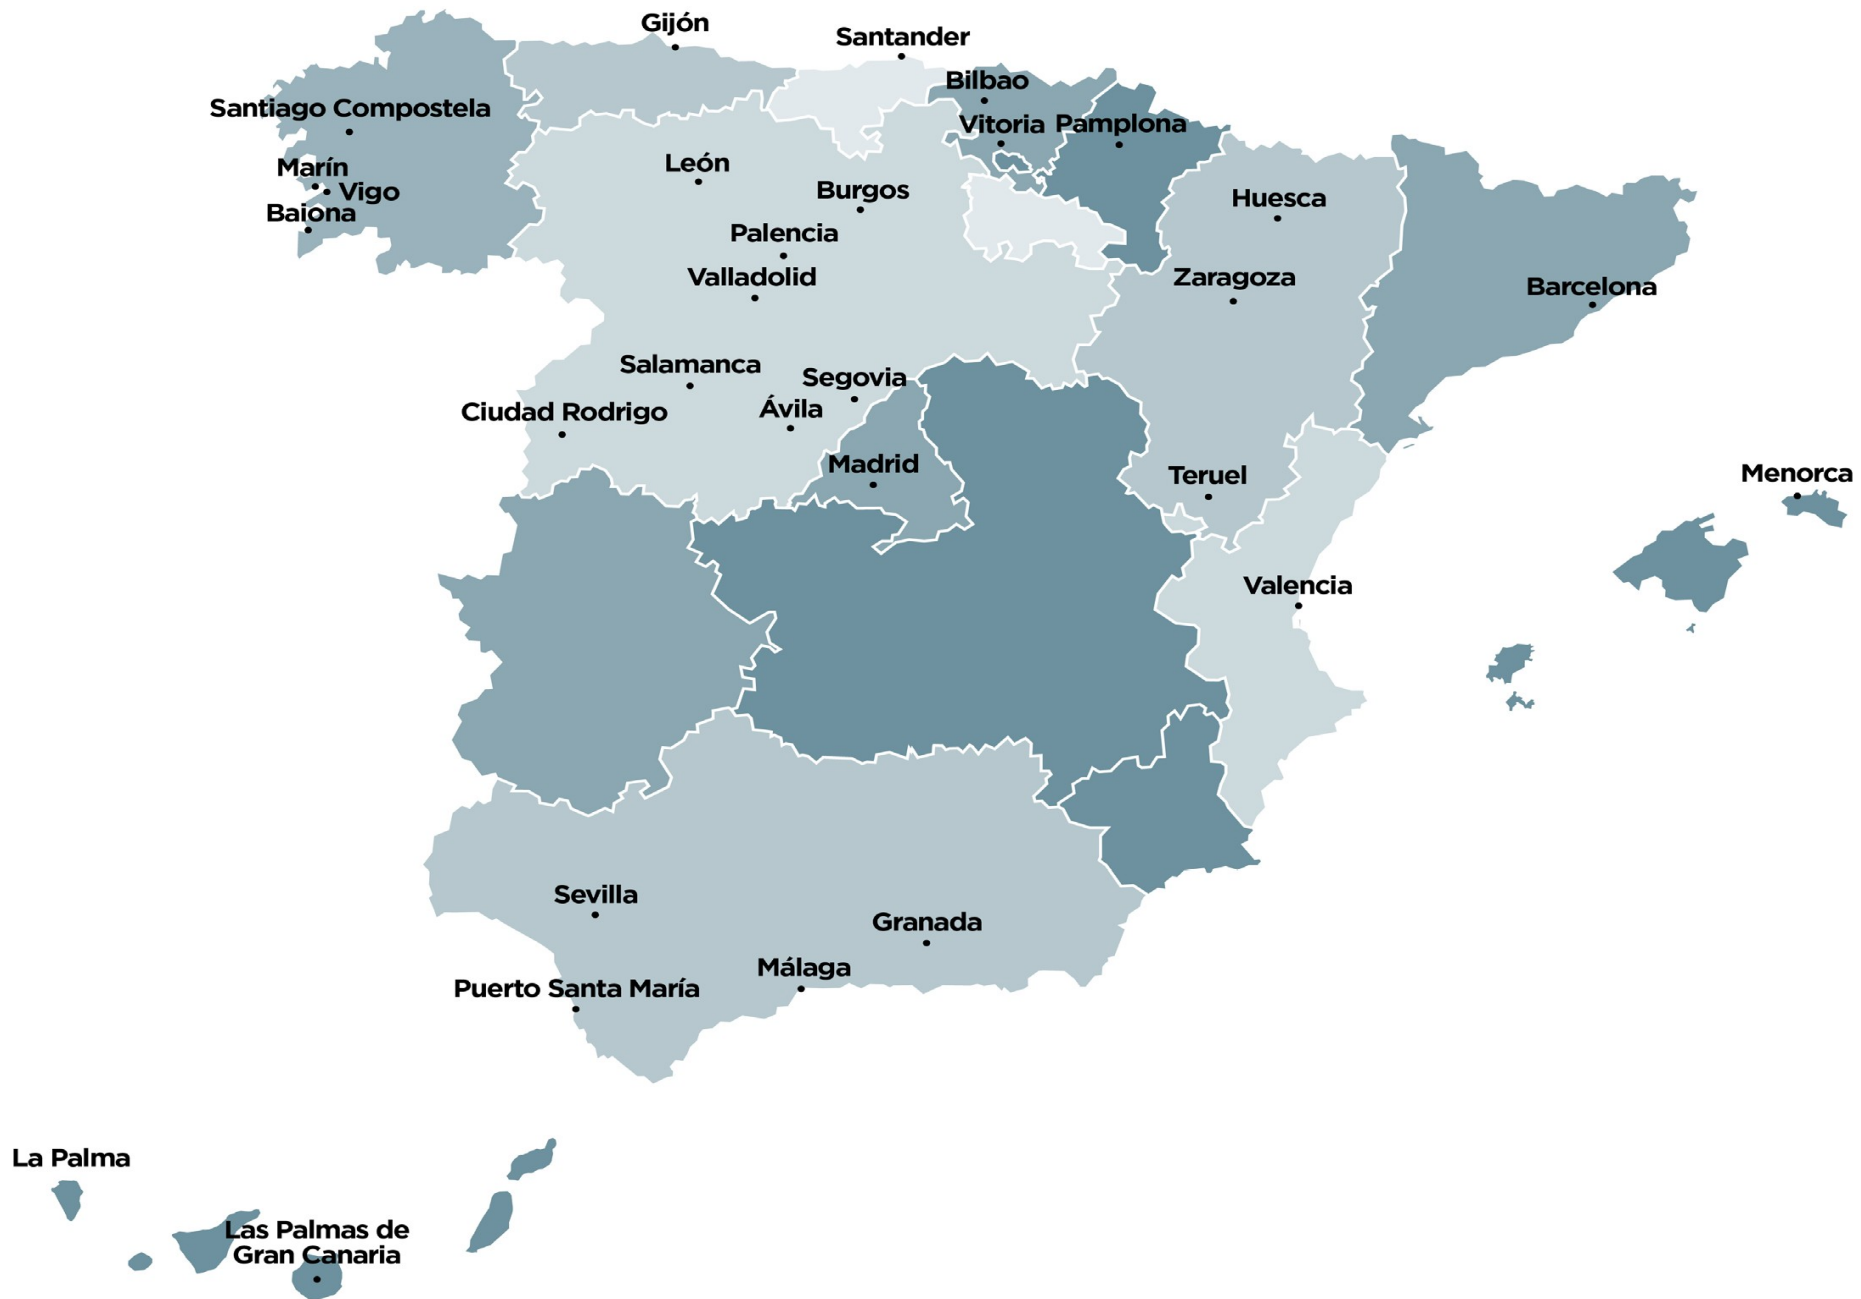 Gijón
Santander
Bilbao
Santiago Compostela
Vitoria
Pamplona
León
Marín
Vigo
Burgos
Huesca
Baiona
Palencia
Valladolid
Zaragoza
Barcelona
Salamanca
Segovia
Ciudad Rodrigo
Ávila
Madrid
Teruel
Menorca
Valencia
Sevilla
Granada
Málaga
Puerto Santa María
La Palma
Las Palmas de
Gran Canaria